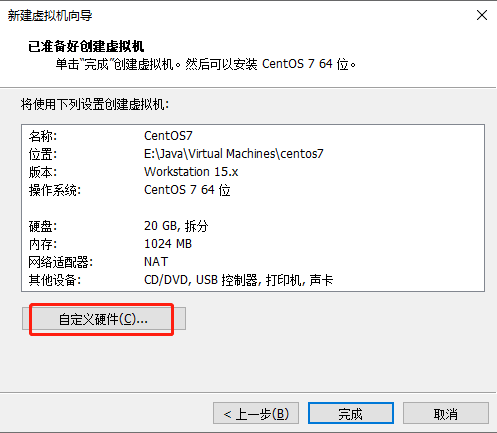 新建虚拟机向导
已准备好创建虚拟机
单击“完成”创建虚拟机。然后可以安装 CentOS 7 64 位。
将使用下列设置创建虚拟机:
名称: CentOS7
位置: E:\Java\Virtual Machines\centos7
版本: Workstation 15.x
操作系统: CentOS 7 64 位
硬盘: 20 GB, 拆分
内存: 1024 MB
网络适配器: NAT
其他设备: CD/DVD, USB 控制器, 打印机, 声卡
自定义硬件(C)...
< 上一步(B) 完成 取消